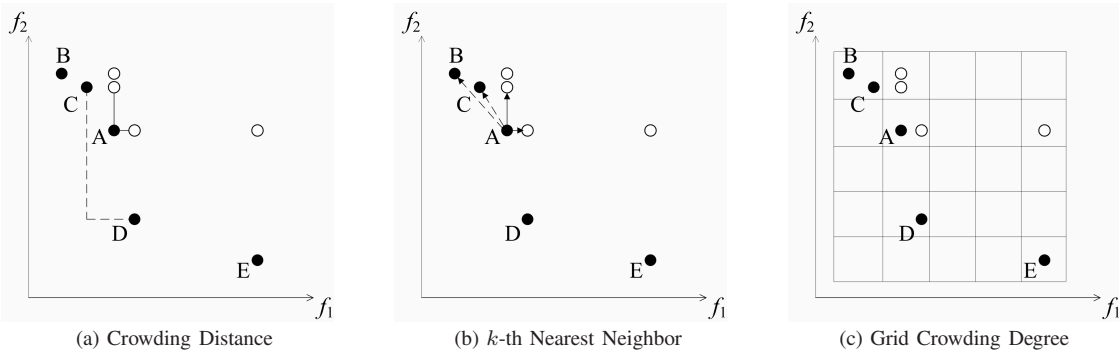 f2
B
C
A
D
E
f1
(a) Crowding Distance
f2
B
C
A
D
E
f1
(b) k-th Nearest Neighbor
f2
B
C
A
D
E
f1
(c) Grid Crowding Degree